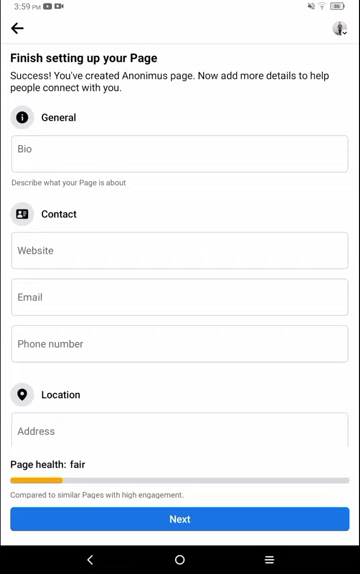 3:59 PM
Finish setting up your Page
Success! You've created Anonimus page. Now add more details to help
people connect with you.
General
Bio
Describe what your Page is about
Contact
Website
Email
Phone number
Location
Address
Page health: fair
Compared to similar Pages with high engagement.
Next